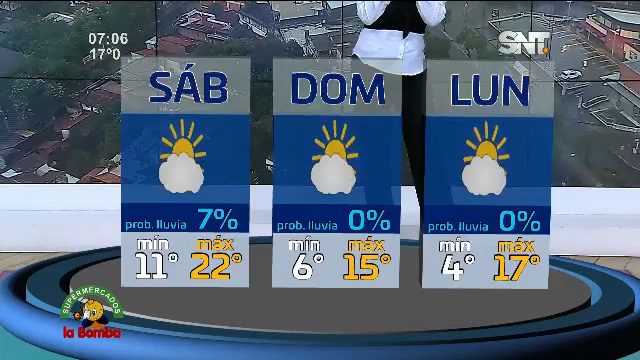 07:06
17°0
SNT
SÁB
prob. lluvia 7%
mín máx
11° 22°
DOM
prob. lluvia 0%
mín máx
6° 15°
LUN
prob. lluvia 0%
mín máx
4° 17°
SUPERMERCADOS
la Bomba